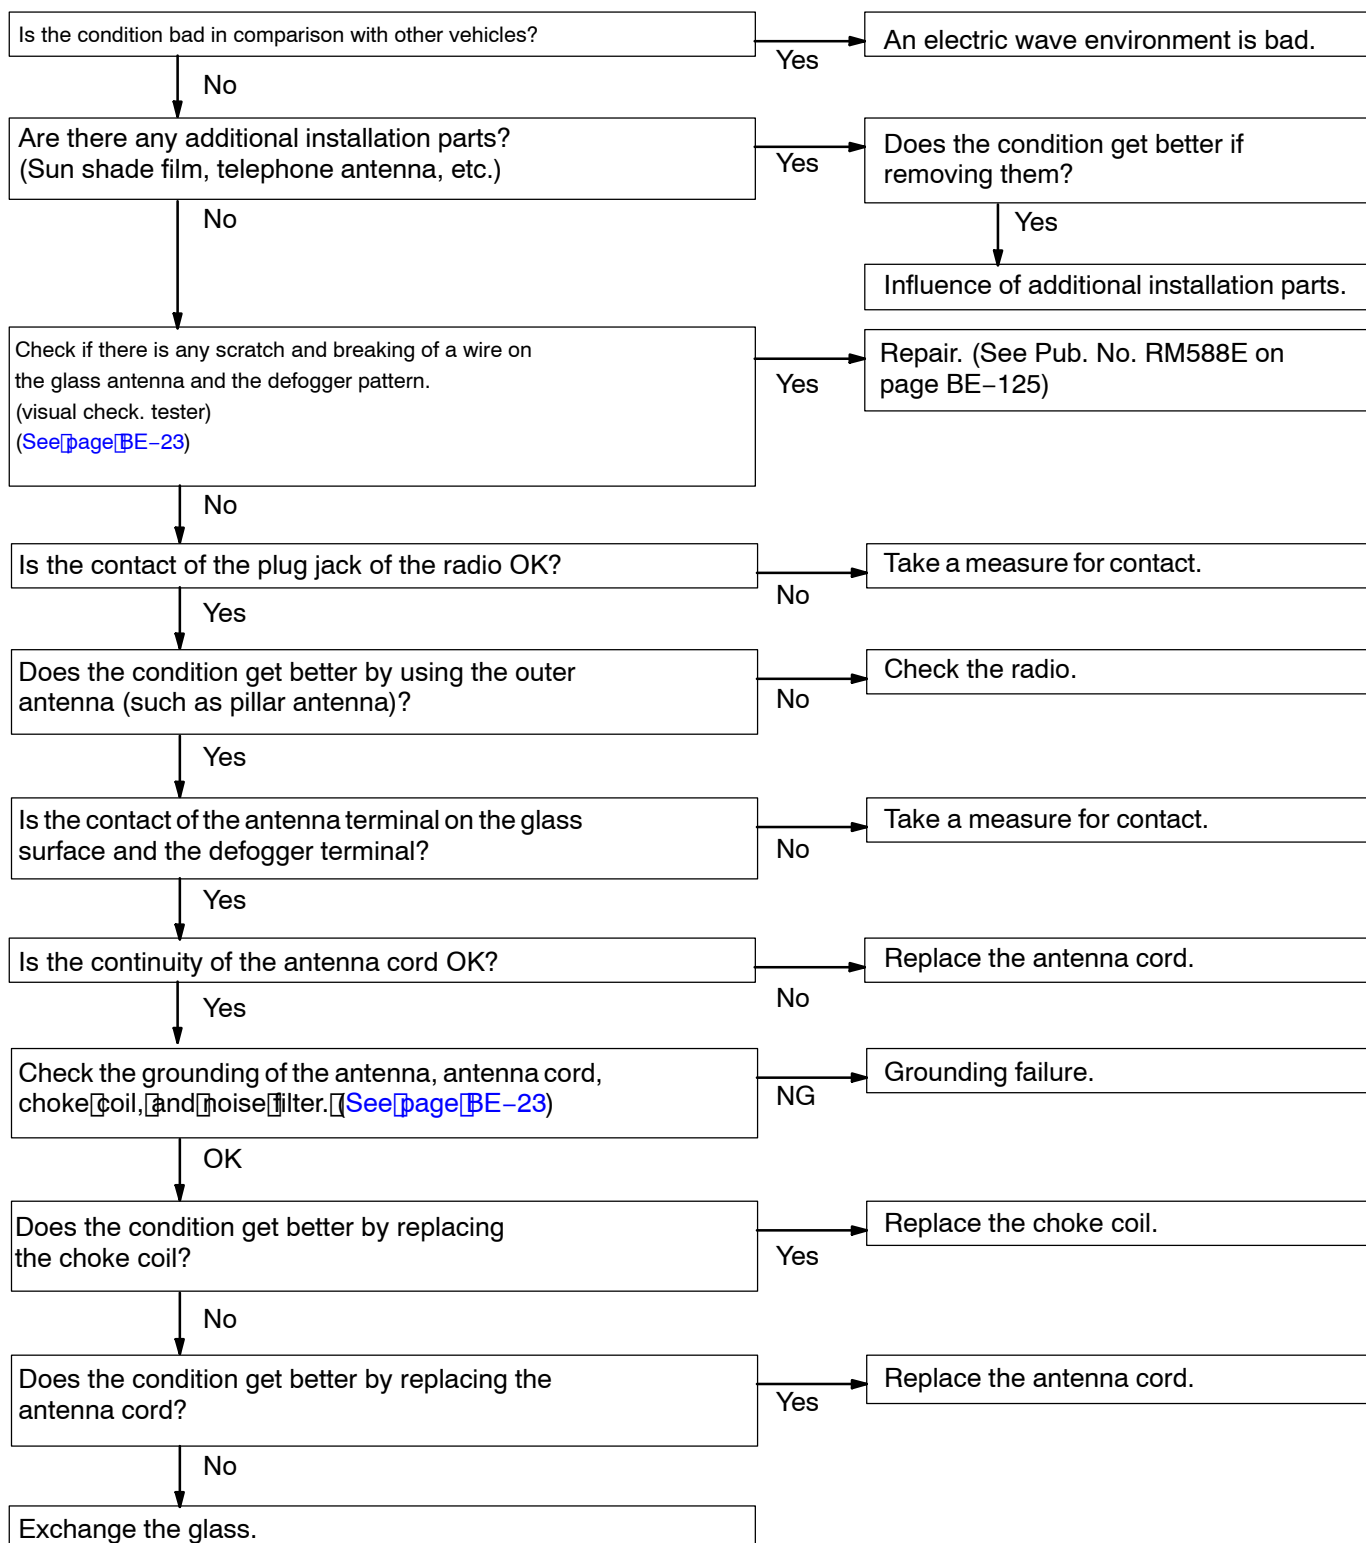 Is the condition bad in comparison with other vehicles?
Yes
An electric wave environment is bad.
No
Are there any additional installation parts?
(Sun shade film, telephone antenna, etc.)
Yes
Does the condition get better if
removing them?
No
Yes
Influence of additional installation parts.
Check if there is any scratch and breaking of a wire on
the glass antenna and the defogger pattern.
(visual check. tester)
(See page BE−23)
Yes
Repair. (See Pub. No. RM588E on
page BE−125)
No
Is the contact of the plug jack of the radio OK?
No
Take a measure for contact.
Yes
Does the condition get better by using the outer
antenna (such as pillar antenna)?
No
Check the radio.
Yes
Is the contact of the antenna terminal on the glass
surface and the defogger terminal?
No
Take a measure for contact.
Yes
Is the continuity of the antenna cord OK?
No
Replace the antenna cord.
Yes
Check the grounding of the antenna, antenna cord,
choke coil, and noise filter. (See page BE−23)
NG
Grounding failure.
OK
Does the condition get better by replacing
the choke coil?
Yes
Replace the choke coil.
No
Does the condition get better by replacing the
antenna cord?
Yes
Replace the antenna cord.
No
Exchange the glass.